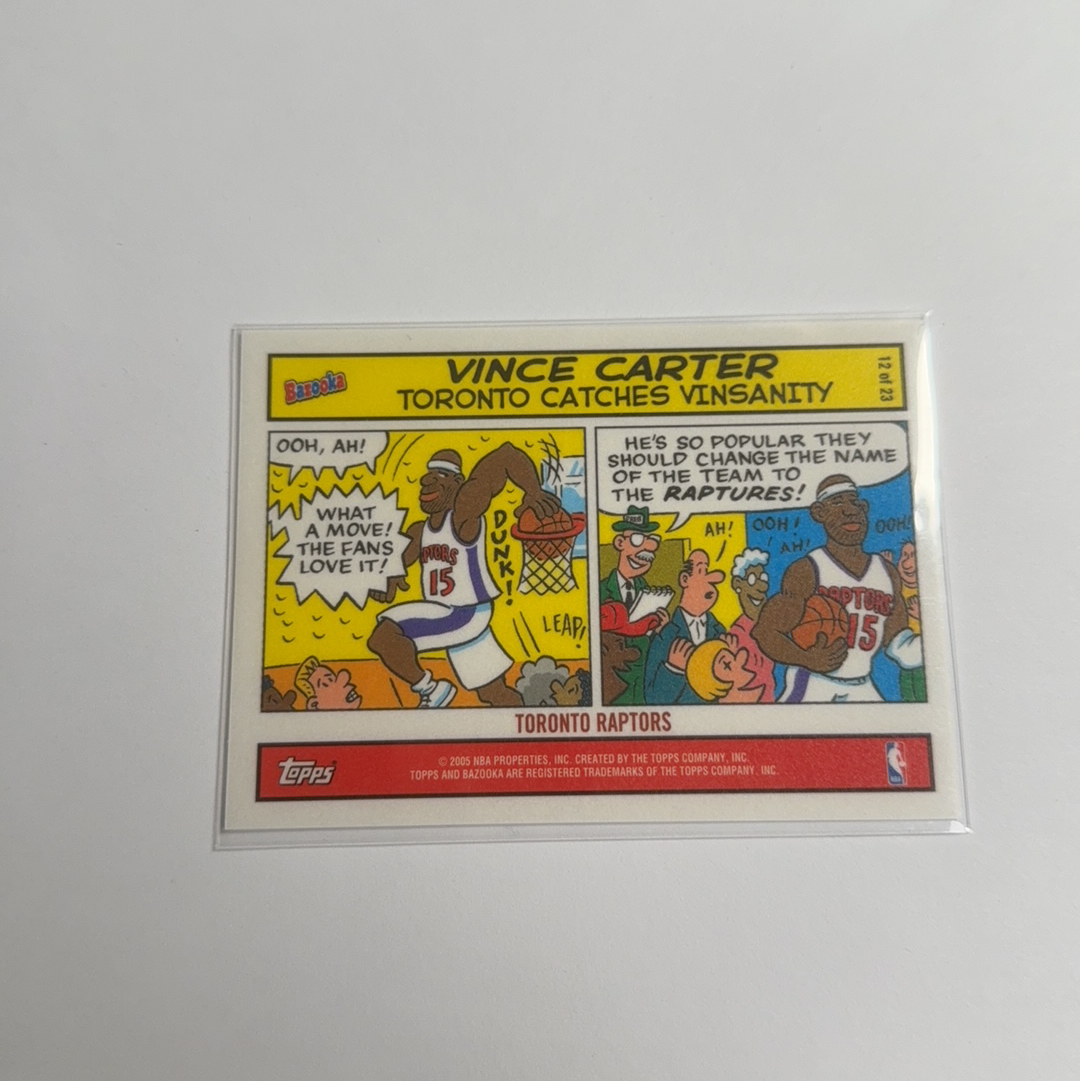 Bazooka
VINCE CARTER
TORONTO CATCHES VINSANITY
12 of 23
OOH, AH!
WHAT
A MOVE!
THE FANS
LOVE IT!
DUNK!
LEAP!
PTORS
15
HE'S SO POPULAR THEY
SHOULD CHANGE THE NAME
OF THE TEAM TO
THE RAPTURES!
AH!
OOH!
AH!
OOH!
RAPTORS
15
TORONTO RAPTORS
topps
© 2005 NBA PROPERTIES, INC. CREATED BY THE TOPPS COMPANY, INC.
TOPPS AND BAZOOKA ARE REGISTERED TRADEMARKS OF THE TOPPS COMPANY, INC.
NBA